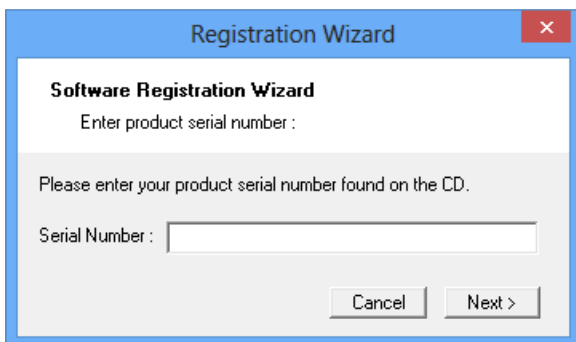 Registration Wizard
Software Registration Wizard
Enter product serial number :
Please enter your product serial number found on the CD.
Serial Number :
Cancel Next >